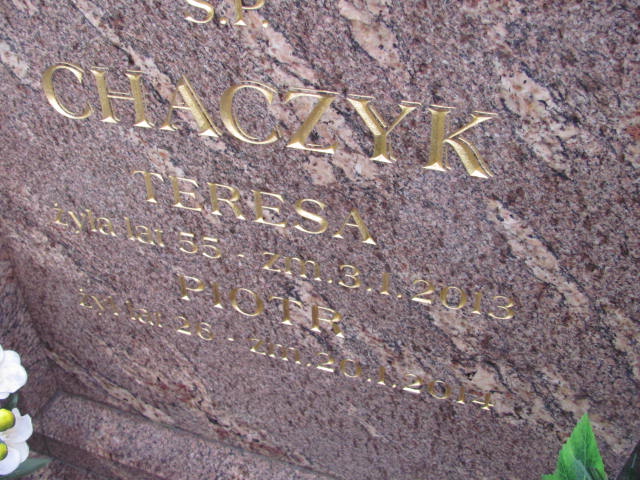 Ś.P.
CHACZYK
TERESA
żyła lat 55 - zm.3.1.2013
PIOTR
żył lat 26 - zm.20.1.2014